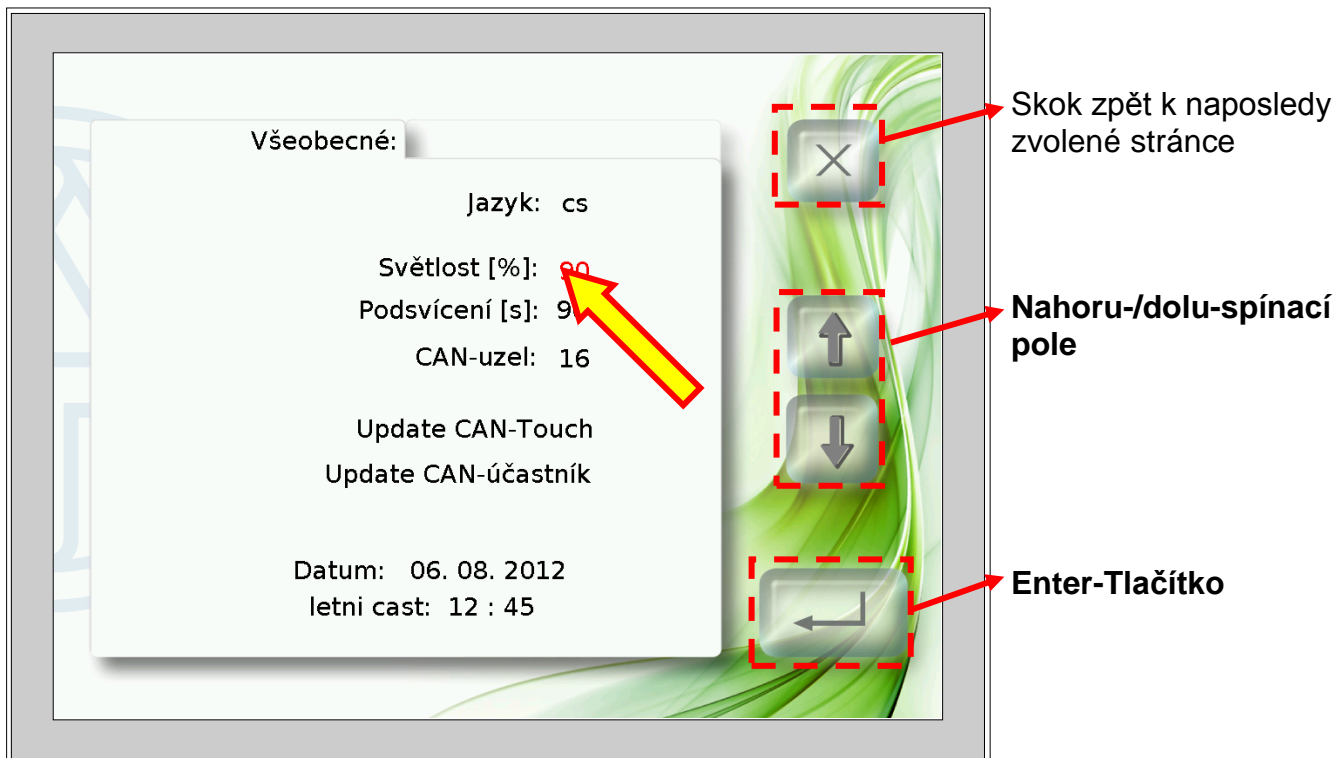 Všeobecné:
Jazyk: cs
Světlost [%]: 90
Podsvícení [s]:
CAN-uzel: 16
Update CAN-Touch
Update CAN-účastník
Datum: 06. 08. 2012
letni cast: 12 : 45
Skok zpět k naposledy
zvolené stránce
Nahoru-/dolu-spínací
pole
Enter-Tlačítko